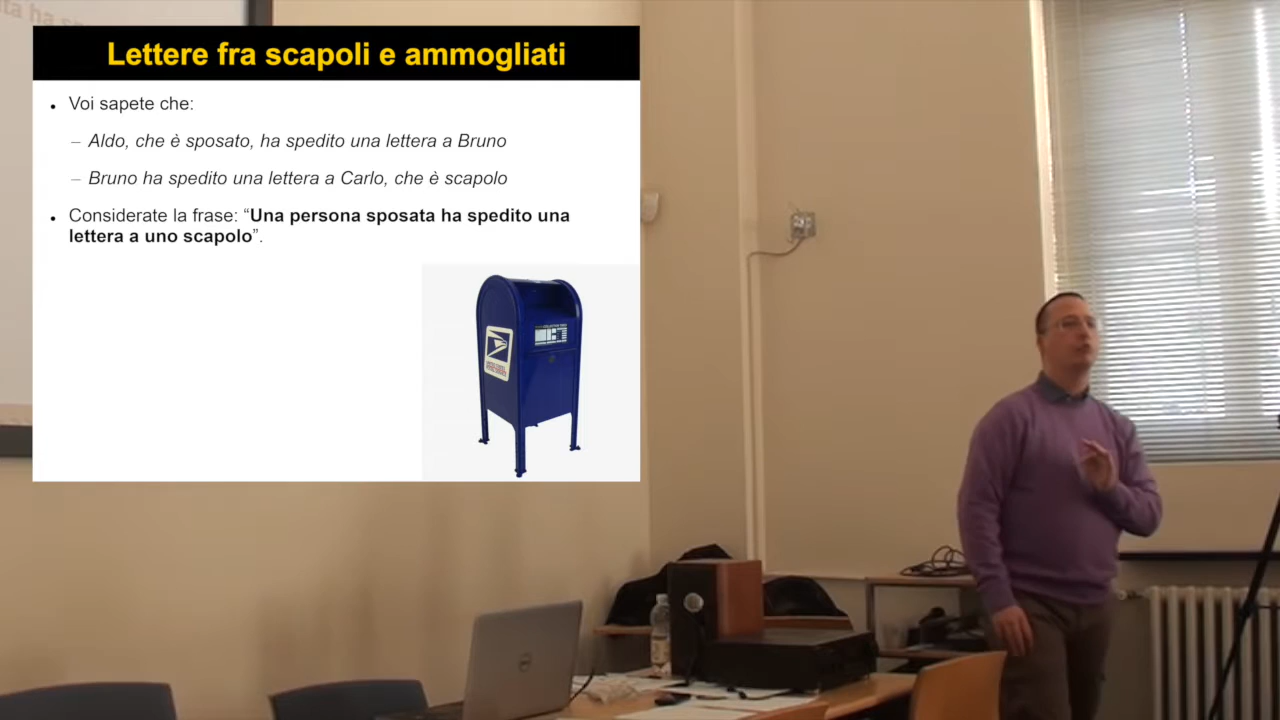 Lettere fra scapoli e ammogliati
• Voi sapete che:
– Aldo, che è sposato, ha spedito una lettera a Bruno
– Bruno ha spedito una lettera a Carlo, che è scapolo
• Considerate la frase: “Una persona sposata ha spedito una
lettera a uno scapolo”.
DELL